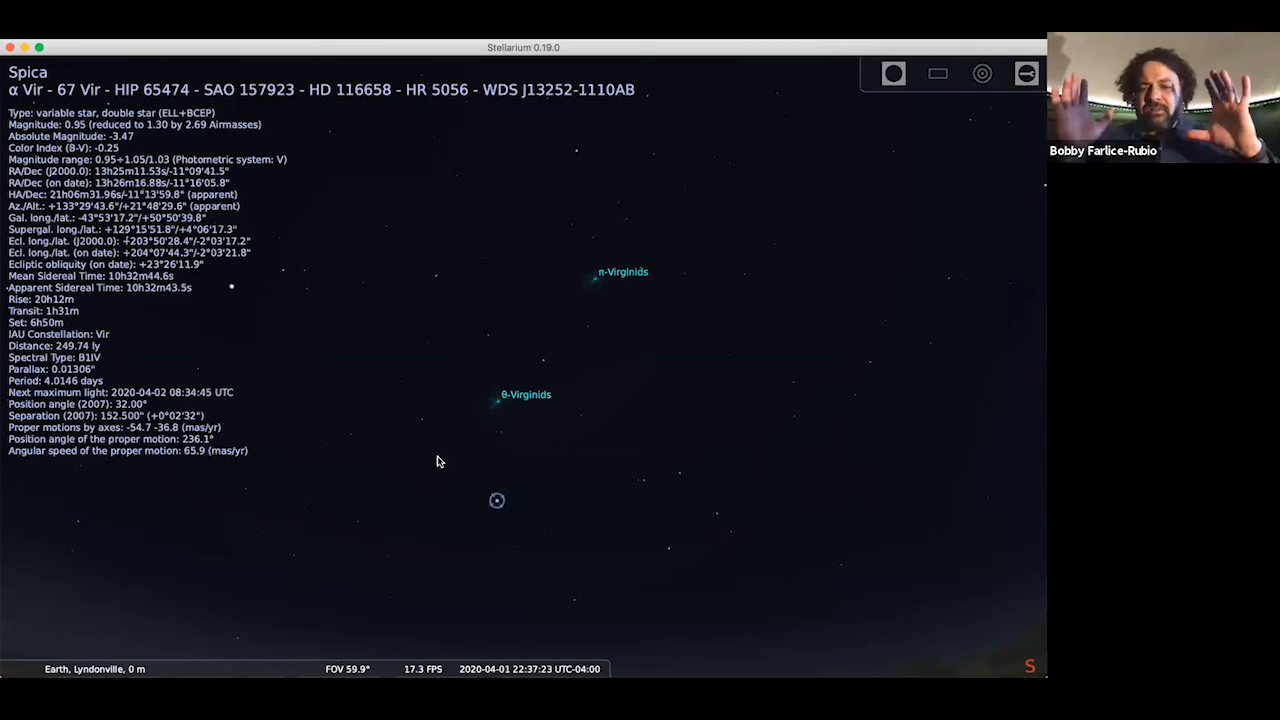 Stellarium 0.19.0
Spica
α Vir - 67 Vir - HIP 65474 - SAO 157923 - HD 116658 - HR 5056 - WDS J13252-1110AB
Type: variable star, double star (ELL+BCEP)
Magnitude: 0.95 (reduced to 1.30 by 2.69 Airmasses)
Absolute Magnitude: -3.47
Color Index (B-V): -0.25
Magnitude range: 0.95÷1.05/1.03 (Photometric system: V)
RA/Dec (J2000.0): 13h25m11.53s/-11°09'41.5"
RA/Dec (on date): 13h26m16.88s/-11°16'05.8"
HA/Dec: 21h06m31.96s/-11°13'59.8" (apparent)
Az./Alt.: +133°29'43.6"/+21°48'29.6" (apparent)
Gal. long./lat.: -43°53'17.2"/+50°50'39.8"
Supergal. long./lat.: +129°15'51.8"/+4°06'17.3"
Ecl. long./lat. (J2000.0): +203°50'28.4"/-2°03'17.2"
Ecl. long./lat. (on date): +204°07'44.3"/-2°03'21.8"
Ecliptic obliquity (on date): +23°26'11.9"
Mean Sidereal Time: 10h32m44.6s
Apparent Sidereal Time: 10h32m43.5s
Rise: 20h12m
Transit: 1h31m
Set: 6h50m
IAU Constellation: Vir
Distance: 249.74 ly
Spectral Type: B1IV
Parallax: 0.01306"
Period: 4.0146 days
Next maximum light: 2020-04-02 08:34:45 UTC
Position angle (2007): 32.00°
Separation (2007): 152.500" (+0°02'32")
Proper motions by axes: -54.7 -36.8 (mas/yr)
Position angle of the proper motion: 236.1°
Angular speed of the proper motion: 65.9 (mas/yr)
π-Virginids
θ-Virginids
Bobby Farlice-Rubio
S
Earth, Lyndonville, 0 m FOV 59.9° 17.3 FPS 2020-04-01 22:37:23 UTC-04:00